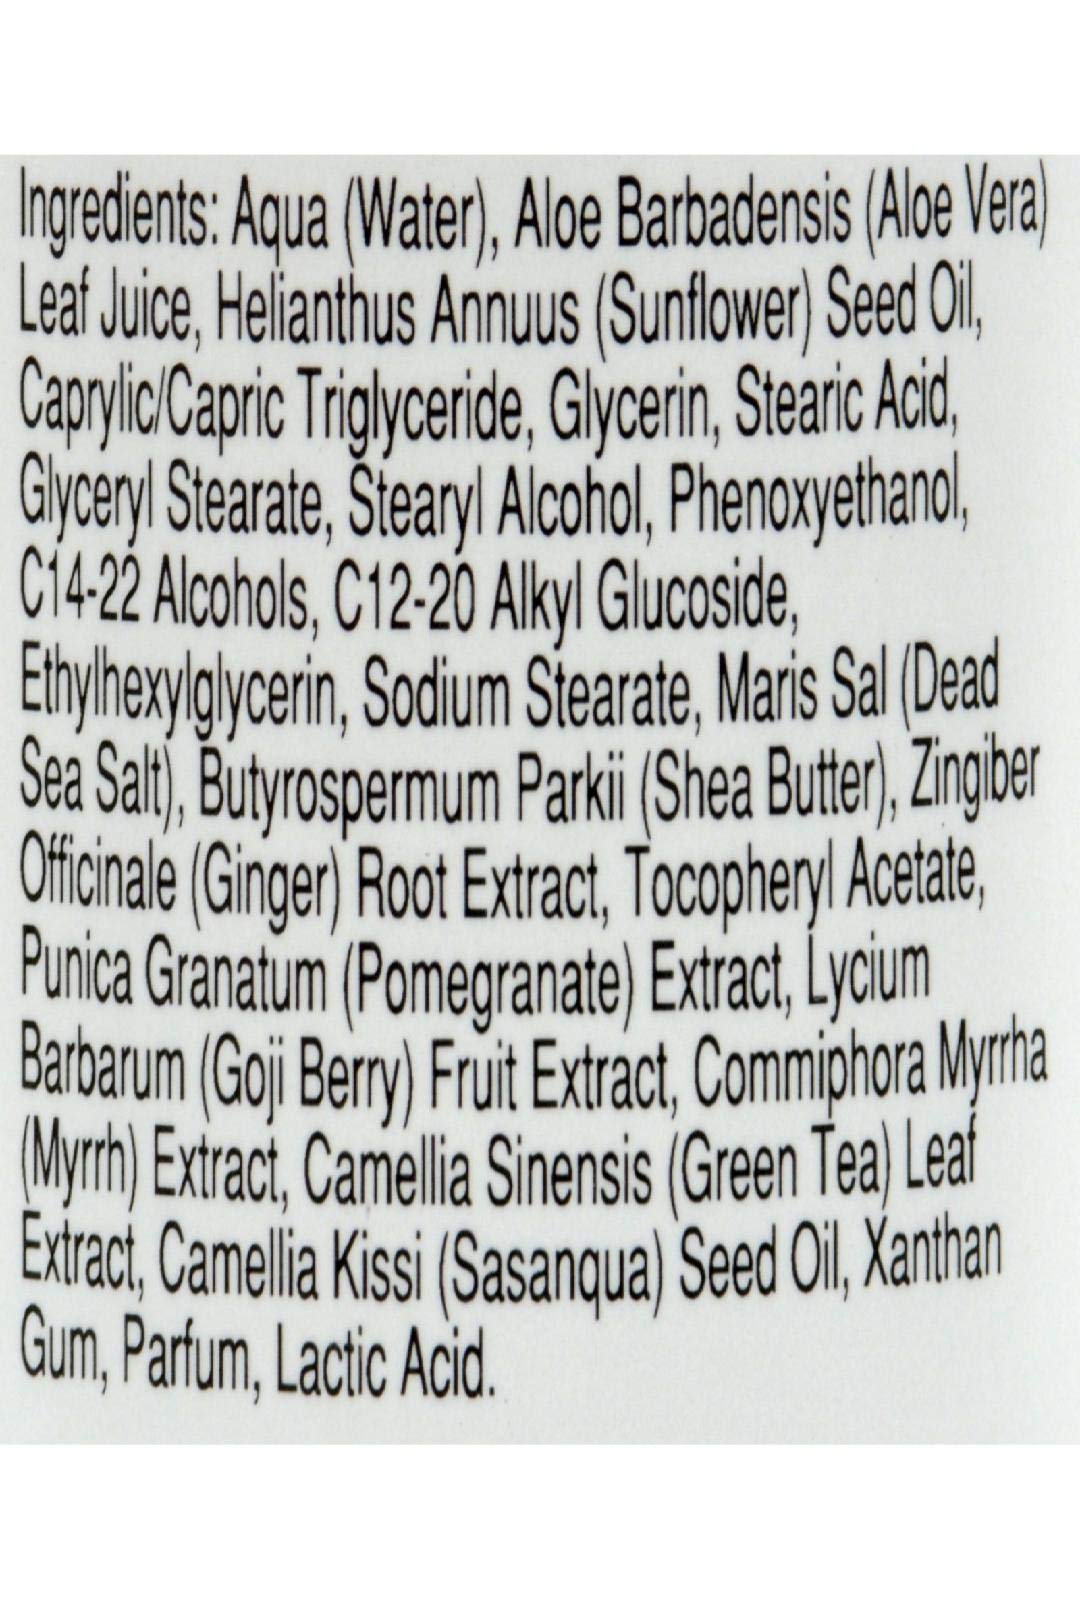 Ingredients: Aqua (Water), Aloe Barbadensis (Aloe Vera)
Leaf Juice, Helianthus Annuus (Sunflower) Seed Oil,
Caprylic/Capric Triglyceride, Glycerin, Stearic Acid,
Glyceryl Stearate, Stearyl Alcohol, Phenoxyethanol,
C14-22 Alcohols, C12-20 Alkyl Glucoside,
Ethylhexylglycerin, Sodium Stearate, Maris Sal (Dead
Sea Salt), Butyrospermum Parkii (Shea Butter), Zingiber
Officinale (Ginger) Root Extract, Tocopheryl Acetate,
Punica Granatum (Pomegranate) Extract, Lycium
Barbarum (Goji Berry) Fruit Extract, Commiphora Myrrha
(Myrrh) Extract, Camellia Sinensis (Green Tea) Leaf
Extract, Camellia Kissi (Sasanqua) Seed Oil, Xanthan
Gum, Parfum, Lactic Acid.